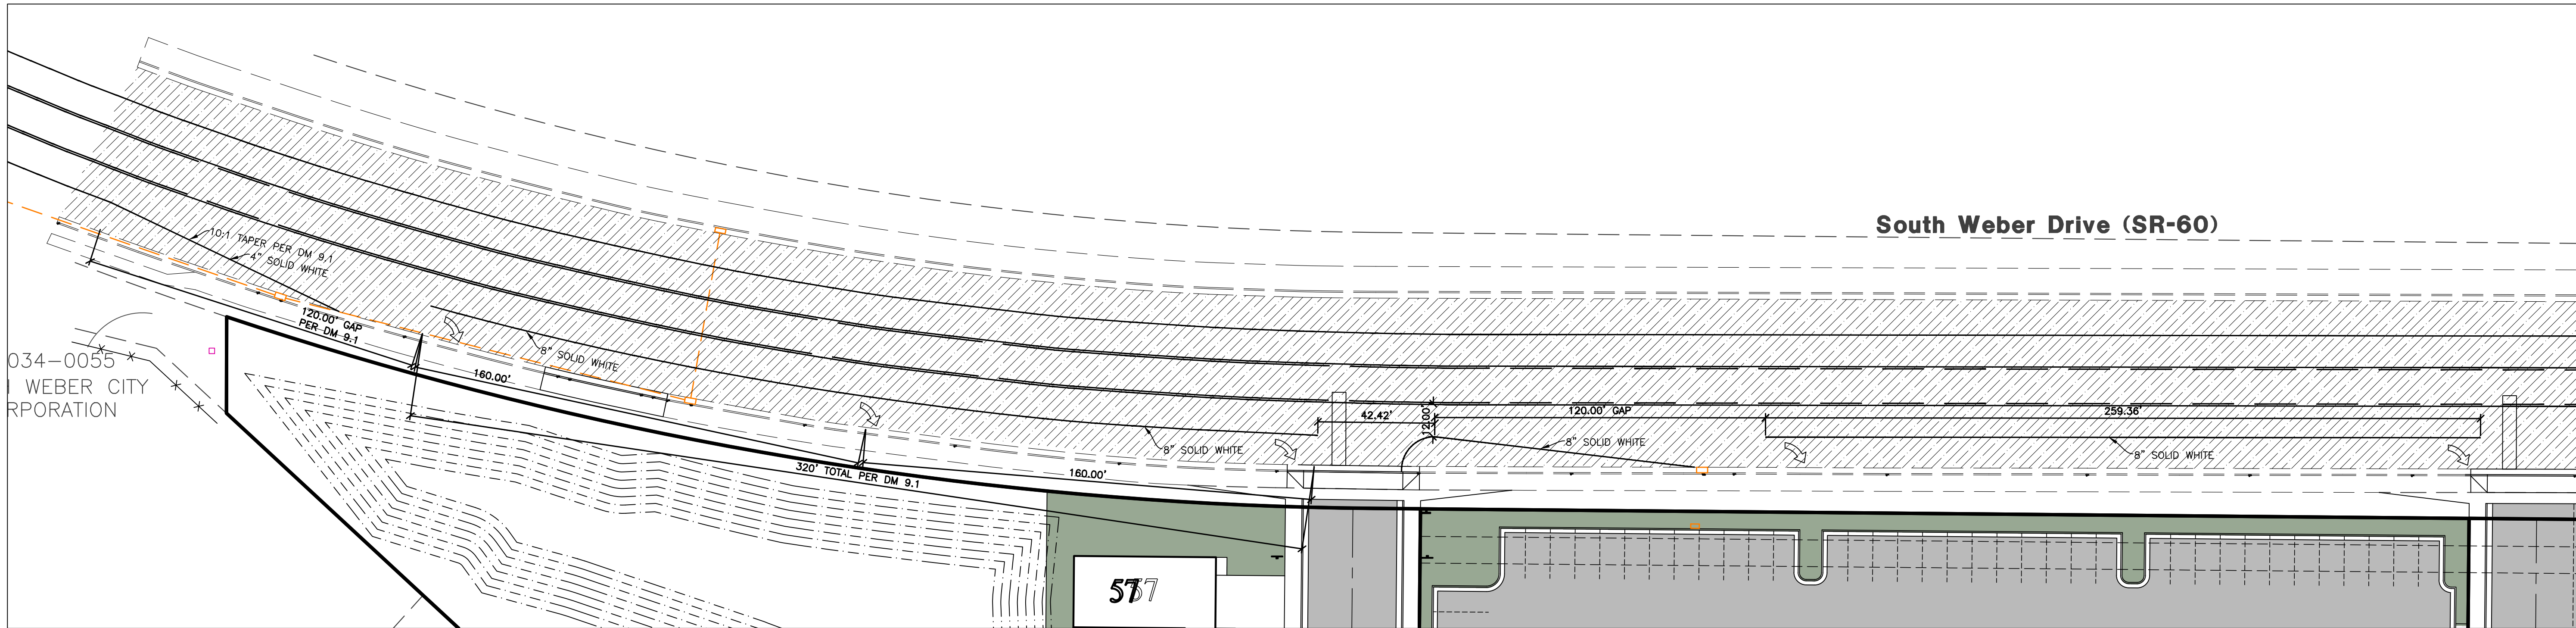 South Weber Drive (SR-60)
10:1 TAPER PER DM 9.1
4" SOLID WHITE
120.00' GAP
PER DM 9.1
8" SOLID WHITE
160.00'
034-0055
WEBER CITY
RPORATION
320' TOTAL PER DM 9.1
160.00'
8" SOLID WHITE
42.42'
12.00'
120.00' GAP
8" SOLID WHITE
259.36'
8" SOLID WHITE
57
57